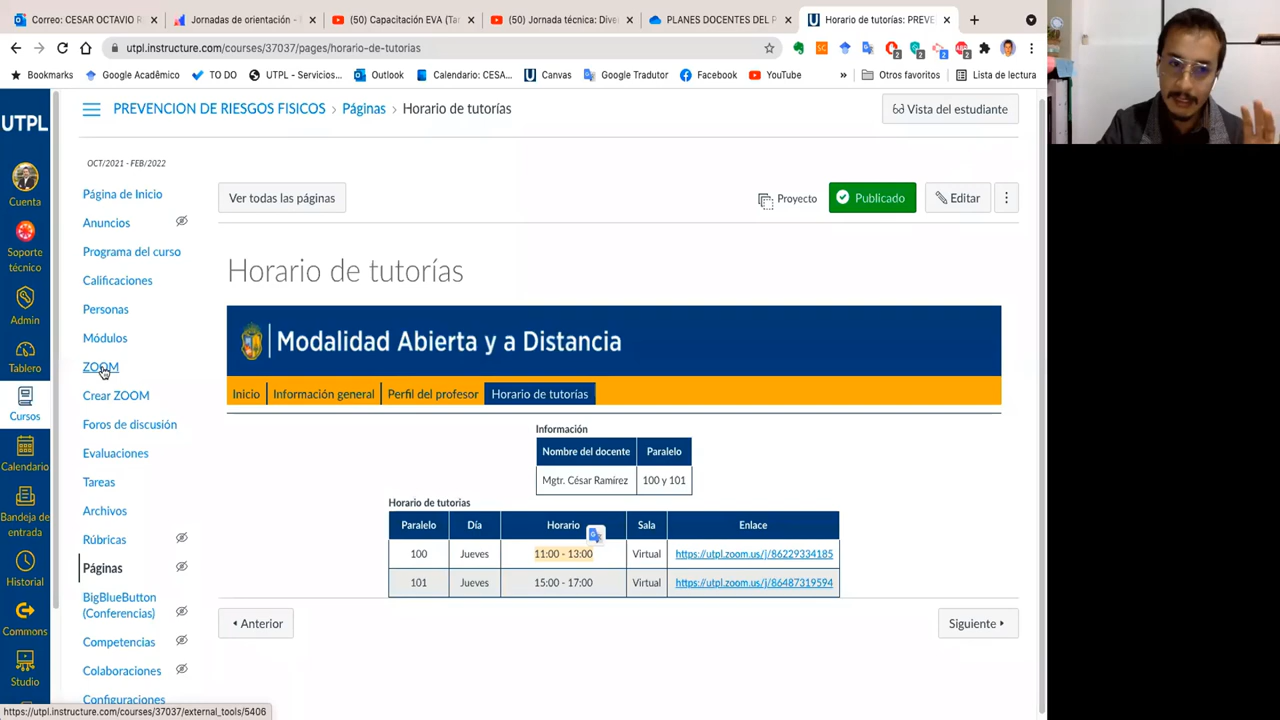 Correo: CESAR OCTAVIO R
Jornadas de orientación -
(50) Capacitación EVA (Ta
(50) Jornada técnica: Dive
PLANES DOCENTES DEL P
Horario de tutorías: PREVE
utpl.instructure.com/courses/37037/pages/horario-de-tutorias
Bookmarks
Google Acadêmico
TO DO
UTPL - Servicios...
Outlook
Calendario: CESA...
Canvas
Google Tradutor
Facebook
YouTube
»
Otros favoritos
Lista de lectura
UTPL
Cuenta
Soporte
técnico
Admin
Tablero
Cursos
Calendario
Bandeja de
entrada
Historial
Commons
Studio
PREVENCION DE RIESGOS FISICOS › Páginas › Horario de tutorías
Vista del estudiante
OCT/2021 - FEB/2022
Página de Inicio
Anuncios
Programa del curso
Calificaciones
Personas
Módulos
ZOOM
Crear ZOOM
Foros de discusión
Evaluaciones
Tareas
Archivos
Rúbricas
Páginas
BigBlueButton
(Conferencias)
Competencias
Colaboraciones
Configuraciones
Ver todas las páginas
Proyecto
Publicado
Editar
Horario de tutorías
Modalidad Abierta y a Distancia
Inicio
Información general
Perfil del profesor
Horario de tutorías
Información
Nombre del docente Paralelo
Mgtr. César Ramírez 100 y 101
Horario de tutorias
Paralelo Día Horario Sala Enlace
100 Jueves 11:00 - 13:00 Virtual https://utpl.zoom.us/j/86229334185
101 Jueves 15:00 - 17:00 Virtual https://utpl.zoom.us/j/86487319594
Anterior
Siguiente
https://utpl.instructure.com/courses/37037/external_tools/5406